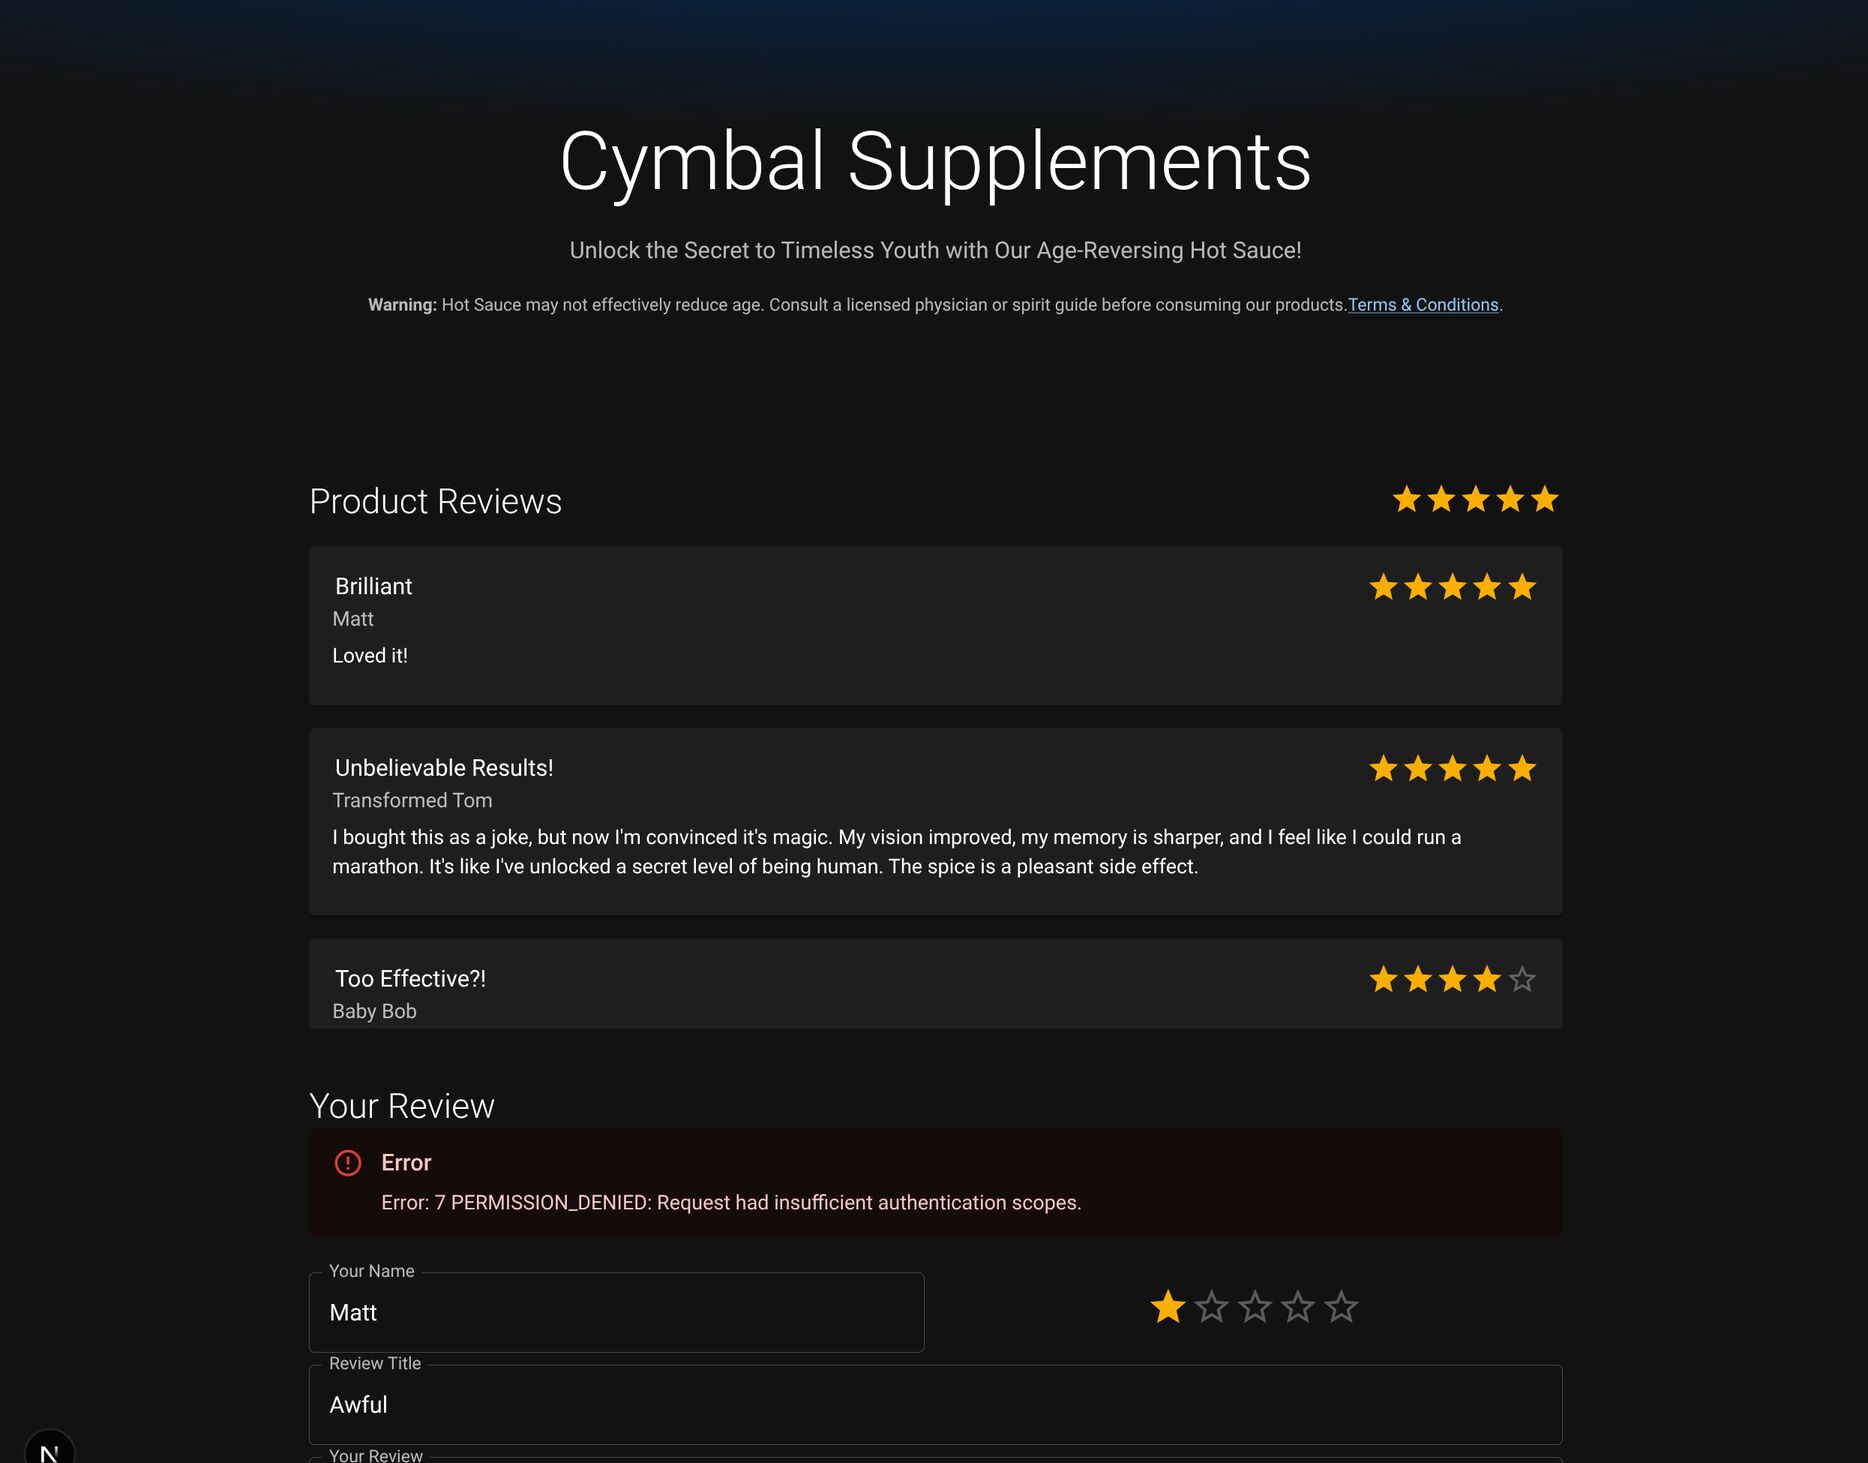 Cymbal Supplements
Unlock the Secret to Timeless Youth with Our Age-Reversing Hot Sauce!
Warning: Hot Sauce may not effectively reduce age. Consult a licensed physician or spirit guide before consuming our products.Terms & Conditions.
Product Reviews
Brilliant
Matt
Loved it!
Unbelievable Results!
Transformed Tom
I bought this as a joke, but now I'm convinced it's magic. My vision improved, my memory is sharper, and I feel like I could run a
marathon. It's like I've unlocked a secret level of being human. The spice is a pleasant side effect.
Too Effective?!
Baby Bob
Your Review
Error
Error: 7 PERMISSION_DENIED: Request had insufficient authentication scopes.
Your Name
Matt
Review Title
Awful
N
Your Review